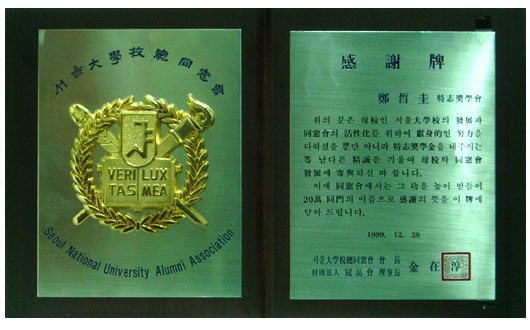 서울大學校總同窓會
VERI LUX
TAS MEA
Seoul National University Alumni Association
感謝牌
鄭哲圭 特志奬學會
위의 분은 母校인 서울大學校의 發展과
同窓會의 活性化를 위하여 獻身的인 努力을
다하셨을 뿐만 아니라 特志奬學金을 내주시는
등 남다른 精誠을 기울여 母校와 同窓會
發展에 寄與하신 바 큽니다.
이에 同窓會에서는 그 功을 높이 받들어
20萬 同門의 이름으로 感謝의 뜻을 이 牌에
담아 드립니다.
1999. 12. 28
서울大學校總同窓會 會 長
財團法人 冠岳會 理事長 金在淳